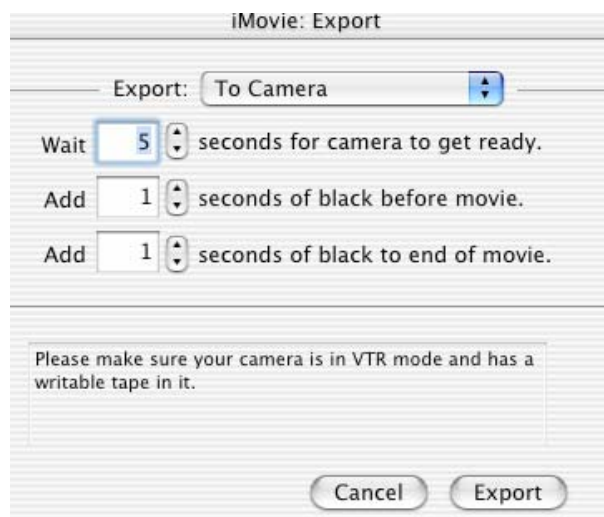 iMovie: Export
Export: To Camera
Wait 5 seconds for camera to get ready.
Add 1 seconds of black before movie.
Add 1 seconds of black to end of movie.
Please make sure your camera is in VTR mode and has a
writable tape in it.
Cancel Export